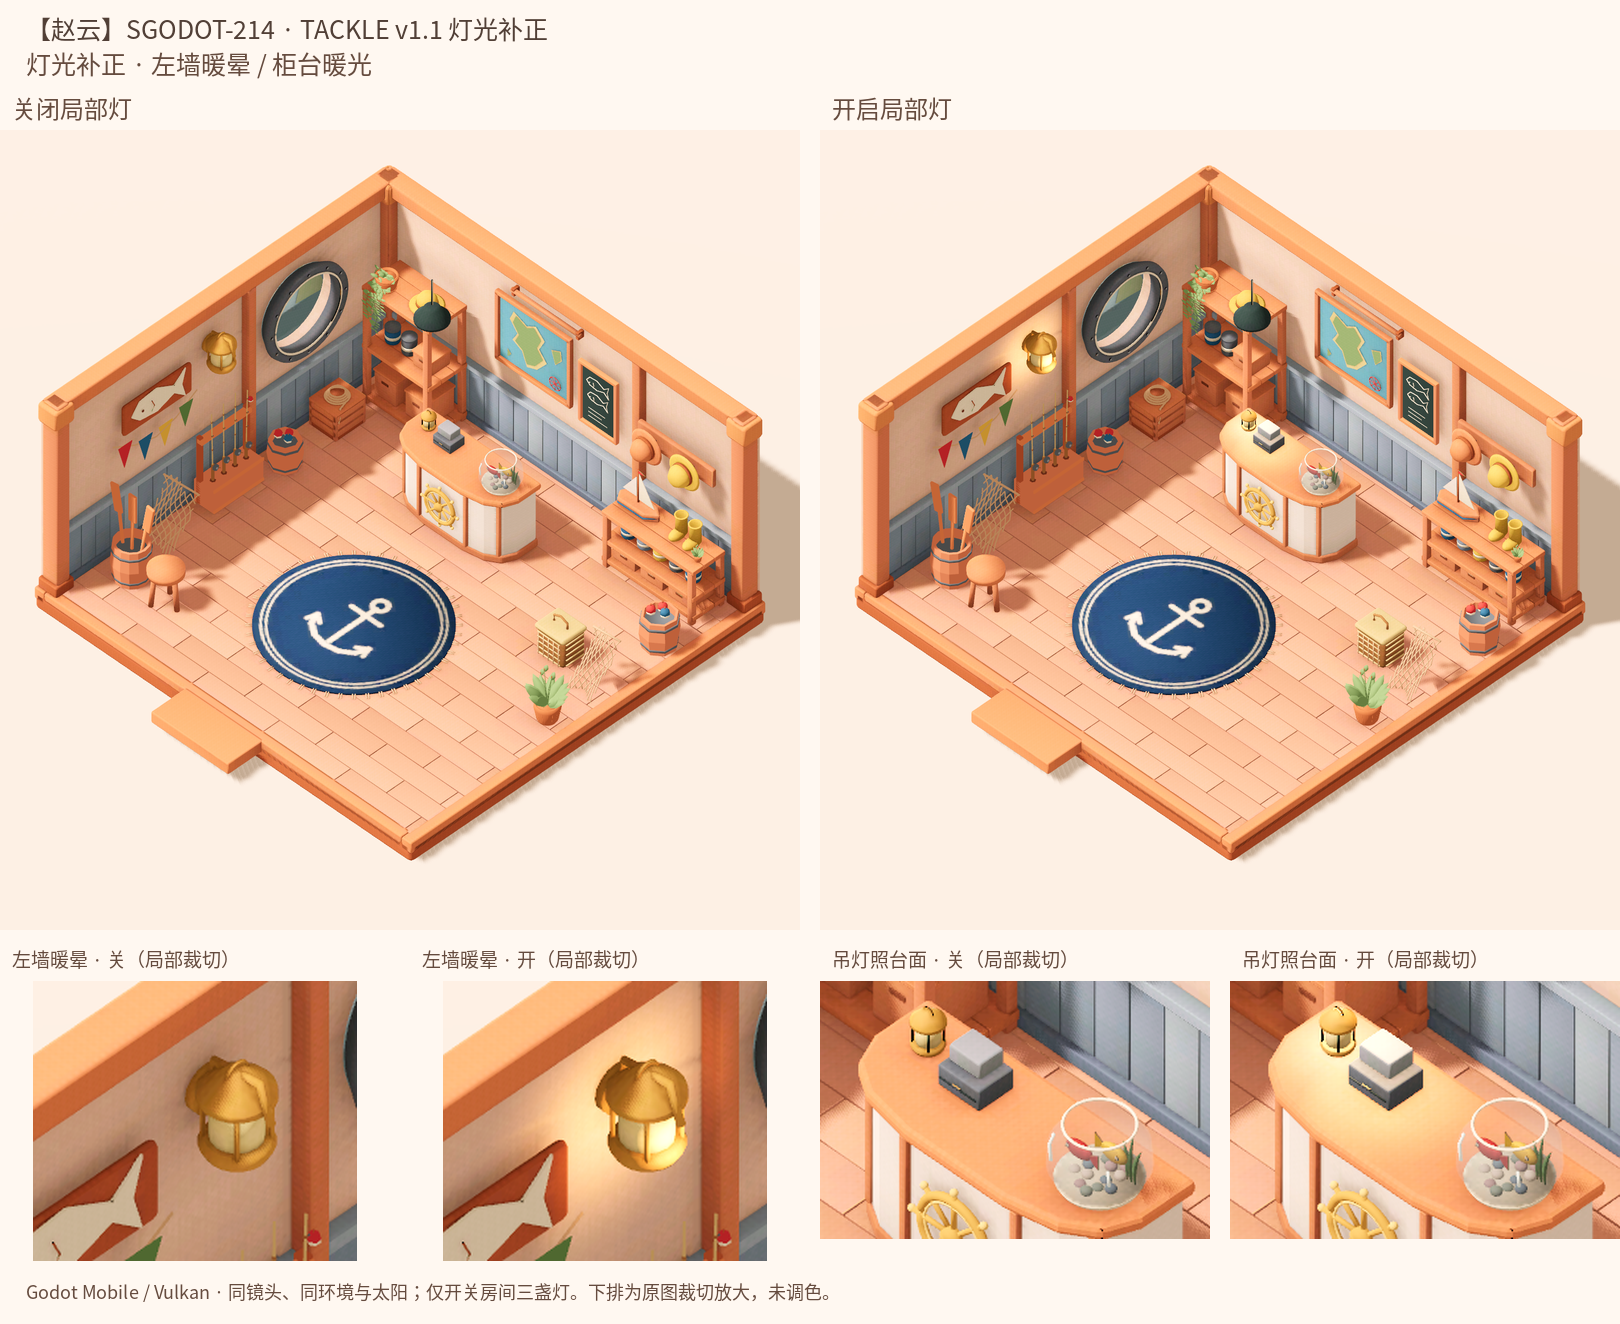 【赵云】SGODOT-214 · TACKLE v1.1 灯光补正
灯光补正 · 左墙暖晕 / 柜台暖光
关闭局部灯
开启局部灯
左墙暖晕 · 关（局部裁切）
左墙暖晕 · 开（局部裁切）
吊灯照台面 · 关（局部裁切）
吊灯照台面 · 开（局部裁切）
Godot Mobile / Vulkan · 同镜头、同环境与太阳；仅开关房间三盏灯。下排为原图裁切放大，未调色。